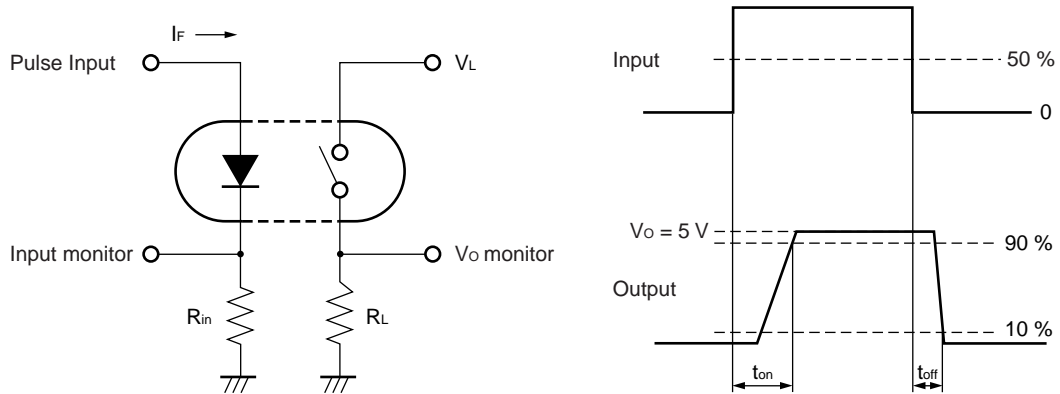 IF
Pulse Input
VL
Input monitor
VO monitor
Rin
RL
Input
50 %
0
VO = 5 V
90 %
Output
10 %
ton
toff